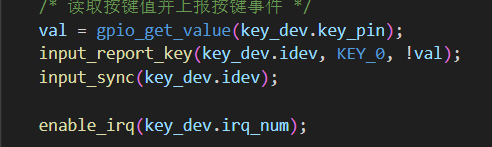 /* 读取按键值并上报按键事件 */
val = gpio_get_value(key_dev.key_pin);
input_report_key(key_dev.idev, KEY_0, !val);
input_sync(key_dev.idev);
enable_irq(key_dev.irq_num);